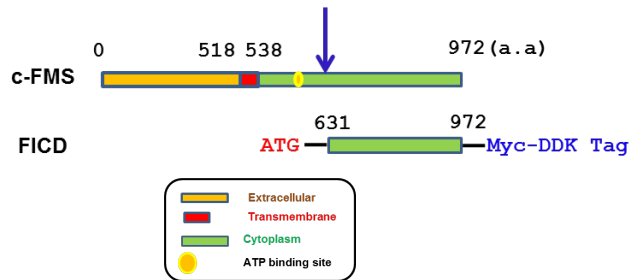 0 518 538 972 (a.a)
c-FMS
631 972
FICD ATG Myc-DDK Tag
Extracellular
Transmembrane
Cytoplasm
ATP binding site